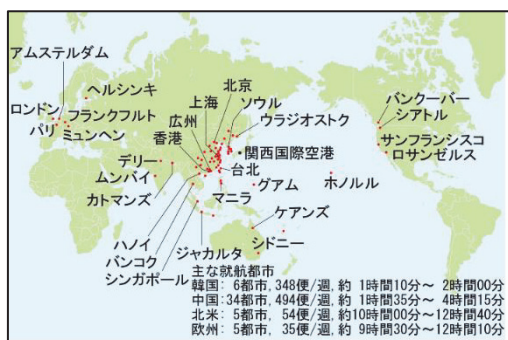 アムステルダム
ヘルシンキ
ロンドン
フランクフルト
パリ
ミュンヘン
北京
上海
ソウル
広州
ウラジオストク
香港
関西国際空港
台北
デリー
ムンバイ
カトマンズ
グアム
ホノルル
マニラ
バンクーバー
シアトル
サンフランシスコ
ロサンゼルス
ケアンズ
ハノイ
バンコク
シンガポール
ジャカルタ
シドニー
主な就航都市
韓国: 6都市,348便/週,約 1時間10分~ 2時間00分
中国:34都市,494便/週,約 1時間35分~ 4時間15分
北米: 5都市, 54便/週,約10時間00分~12時間40分
欧州: 5都市, 35便/週,約 9時間30分~12時間10分